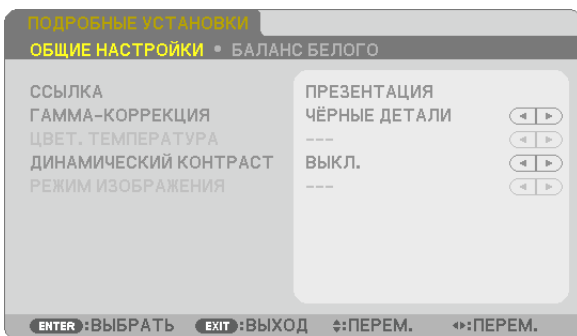 ПОДРОБНЫЕ УСТАНОВКИ
ОБЩИЕ НАСТРОЙКИ • БАЛАНС БЕЛОГО
ССЫЛКА ПРЕЗЕНТАЦИЯ
ГАММА-КОРРЕКЦИЯ ЧЁРНЫЕ ДЕТАЛИ
ЦВЕТ. ТЕМПЕРАТУРА ---
ДИНАМИЧЕСКИЙ КОНТРАСТ ВЫКЛ.
РЕЖИМ ИЗОБРАЖЕНИЯ ---
ENTER :ВЫБРАТЬ EXIT :ВЫХОД :ПЕРЕМ. :ПЕРЕМ.